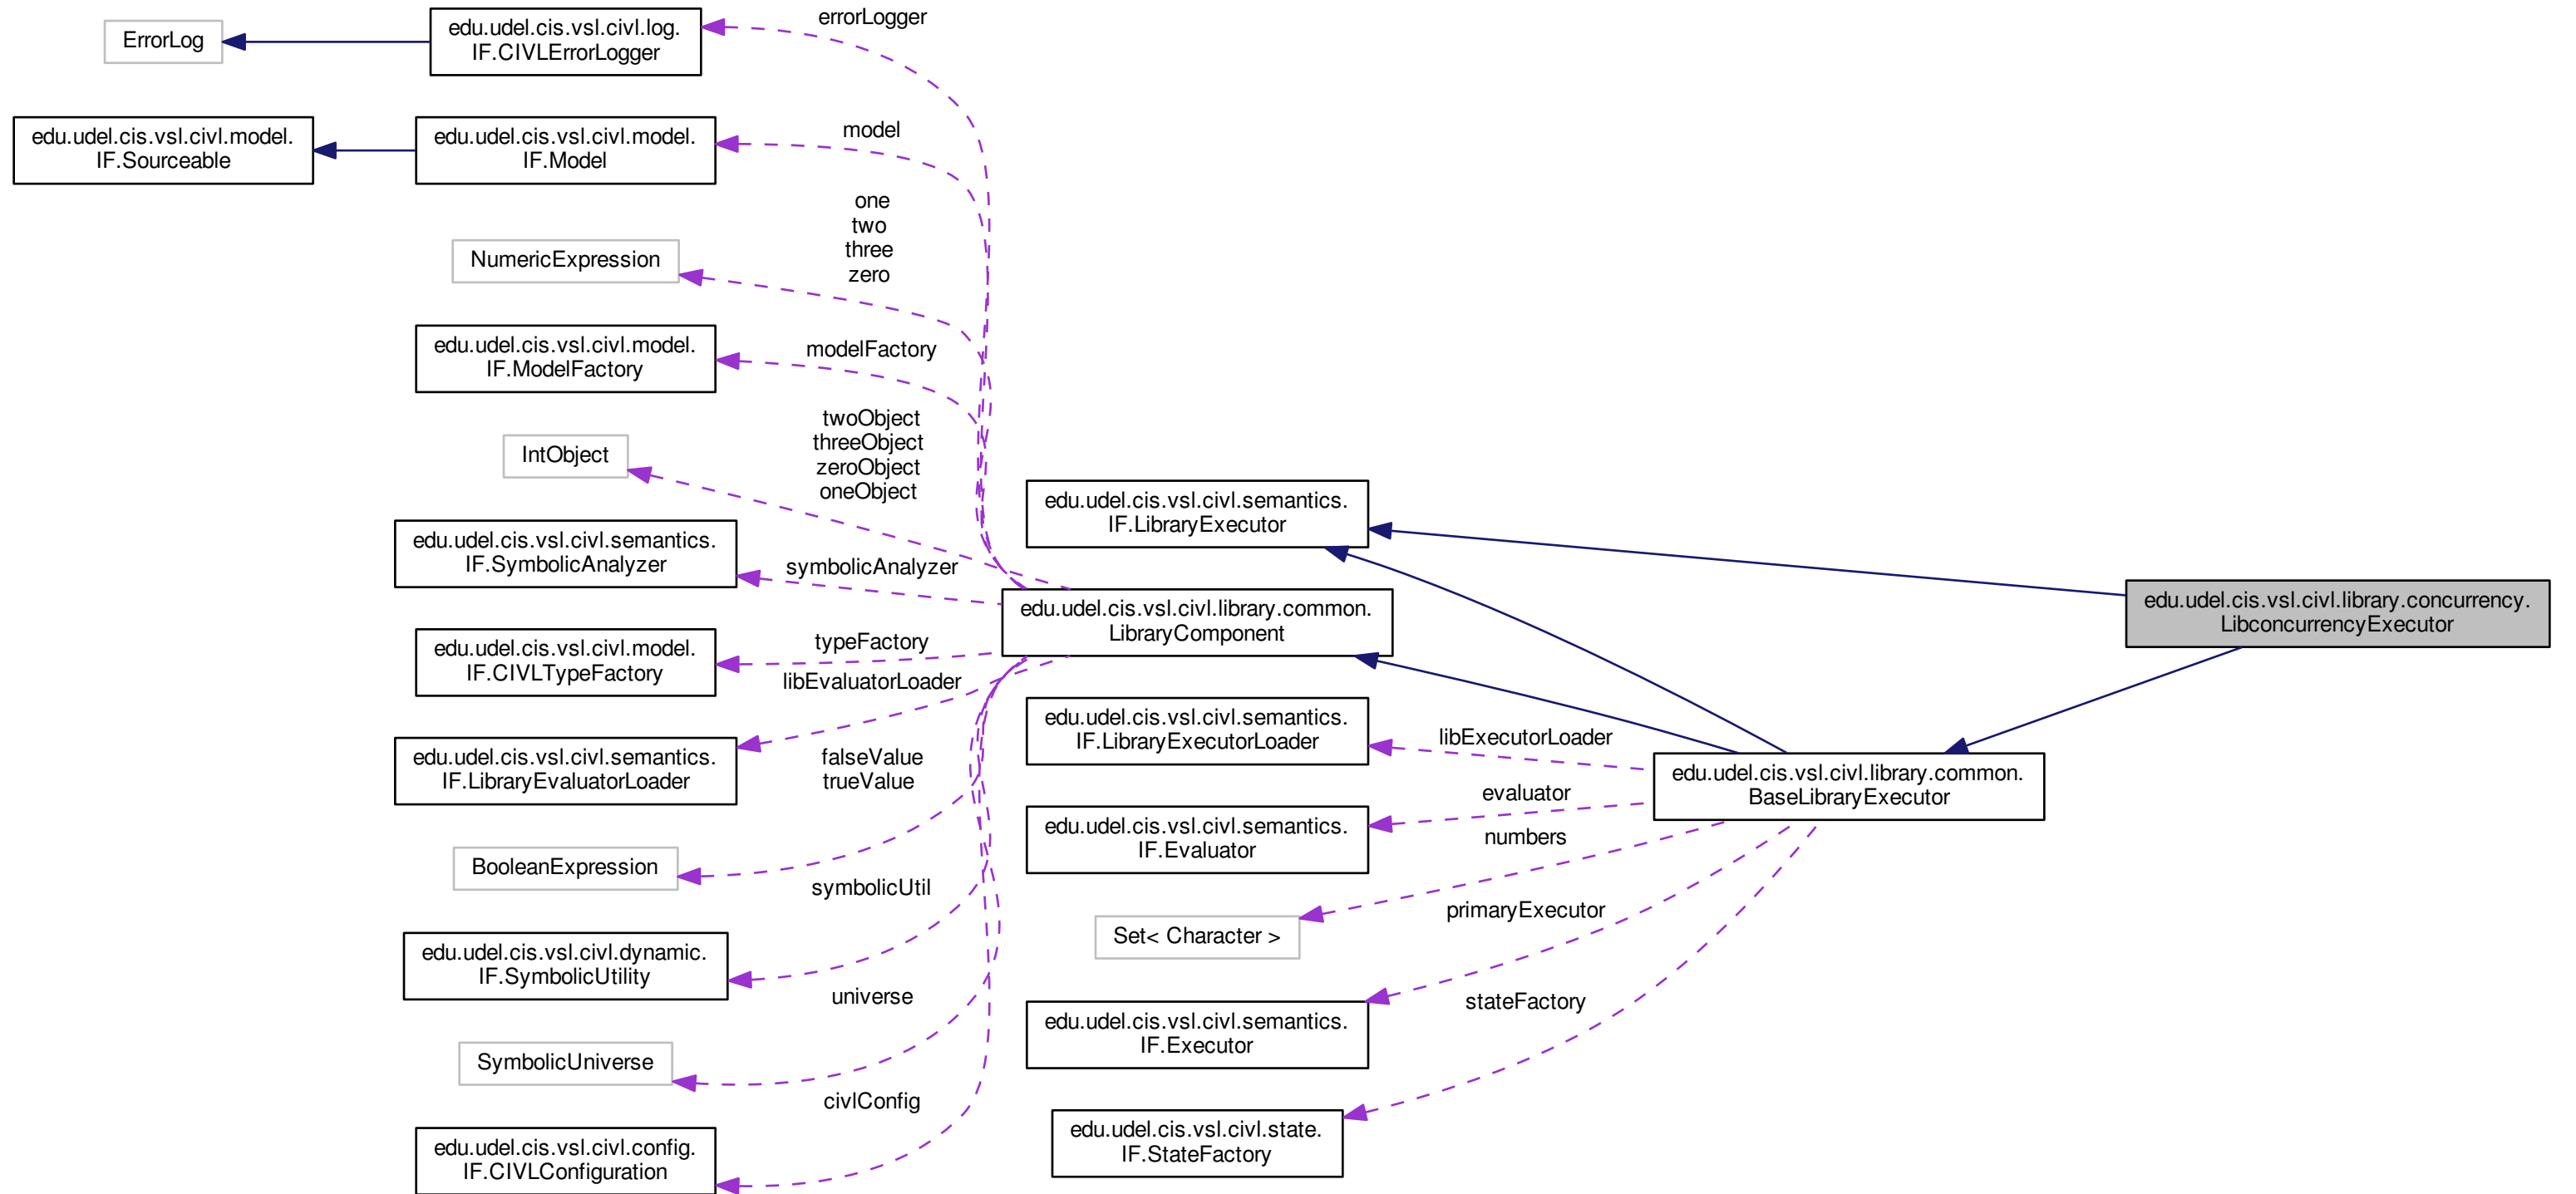 ErrorLog
edu.udel.cis.vsl.civl.log.
IF.CIVLErrorLogger
errorLogger
edu.udel.cis.vsl.civl.model.
IF.Sourceable
edu.udel.cis.vsl.civl.model.
IF.Model
model
NumericExpression
one
two
three
zero
edu.udel.cis.vsl.civl.model.
IF.ModelFactory
modelFactory
IntObject
twoObject
threeObject
zeroObject
oneObject
edu.udel.cis.vsl.civl.semantics.
IF.SymbolicAnalyzer
symbolicAnalyzer
edu.udel.cis.vsl.civl.model.
IF.CIVLTypeFactory
typeFactory
edu.udel.cis.vsl.civl.semantics.
IF.LibraryEvaluatorLoader
libEvaluatorLoader
BooleanExpression
falseValue
trueValue
edu.udel.cis.vsl.civl.dynamic.
IF.SymbolicUtility
symbolicUtil
SymbolicUniverse
universe
edu.udel.cis.vsl.civl.config.
IF.CIVLConfiguration
civlConfig
edu.udel.cis.vsl.civl.semantics.
IF.LibraryExecutor
edu.udel.cis.vsl.civl.library.common.
LibraryComponent
edu.udel.cis.vsl.civl.semantics.
IF.LibraryExecutorLoader
libExecutorLoader
edu.udel.cis.vsl.civl.semantics.
IF.Evaluator
evaluator
Set< Character >
numbers
edu.udel.cis.vsl.civl.semantics.
IF.Executor
primaryExecutor
edu.udel.cis.vsl.civl.state.
IF.StateFactory
stateFactory
edu.udel.cis.vsl.civl.library.common.
BaseLibraryExecutor
edu.udel.cis.vsl.civl.library.concurrency.
LibconcurrencyExecutor